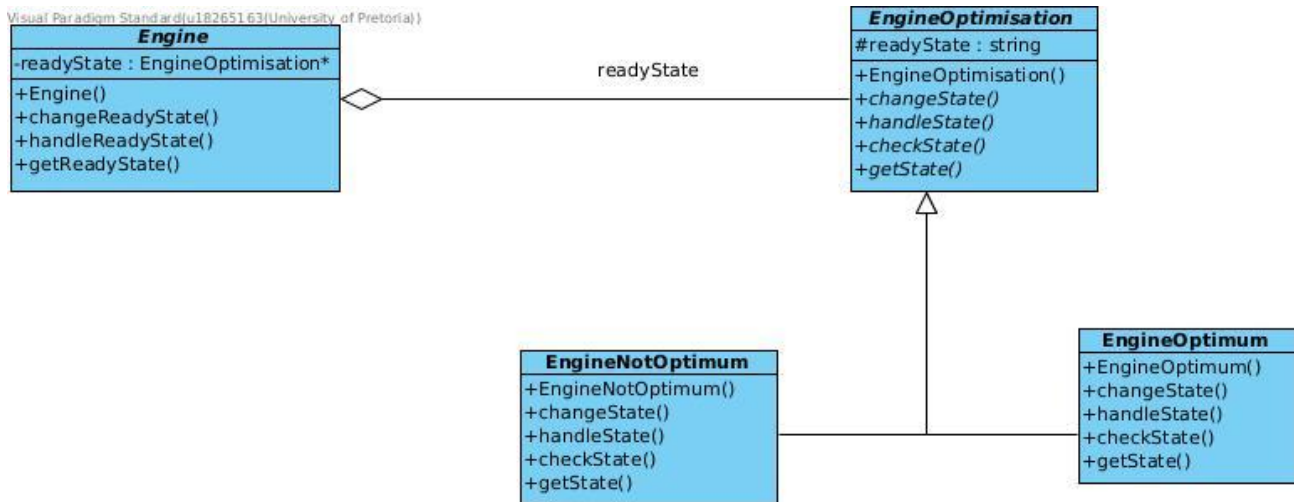 Visual Paradigm Standard(u18265163(University of Pretoria))
Engine
-readyState : EngineOptimisation*
+Engine()
+changeReadyState()
+handleReadyState()
+getReadyState()
readyState
EngineOptimisation
#readyState : string
+EngineOptimisation()
+changeState()
+handleState()
+checkState()
+getState()
EngineNotOptimum
+EngineNotOptimum()
+changeState()
+handleState()
+checkState()
+getState()
EngineOptimum
+EngineOptimum()
+changeState()
+handleState()
+checkState()
+getState()